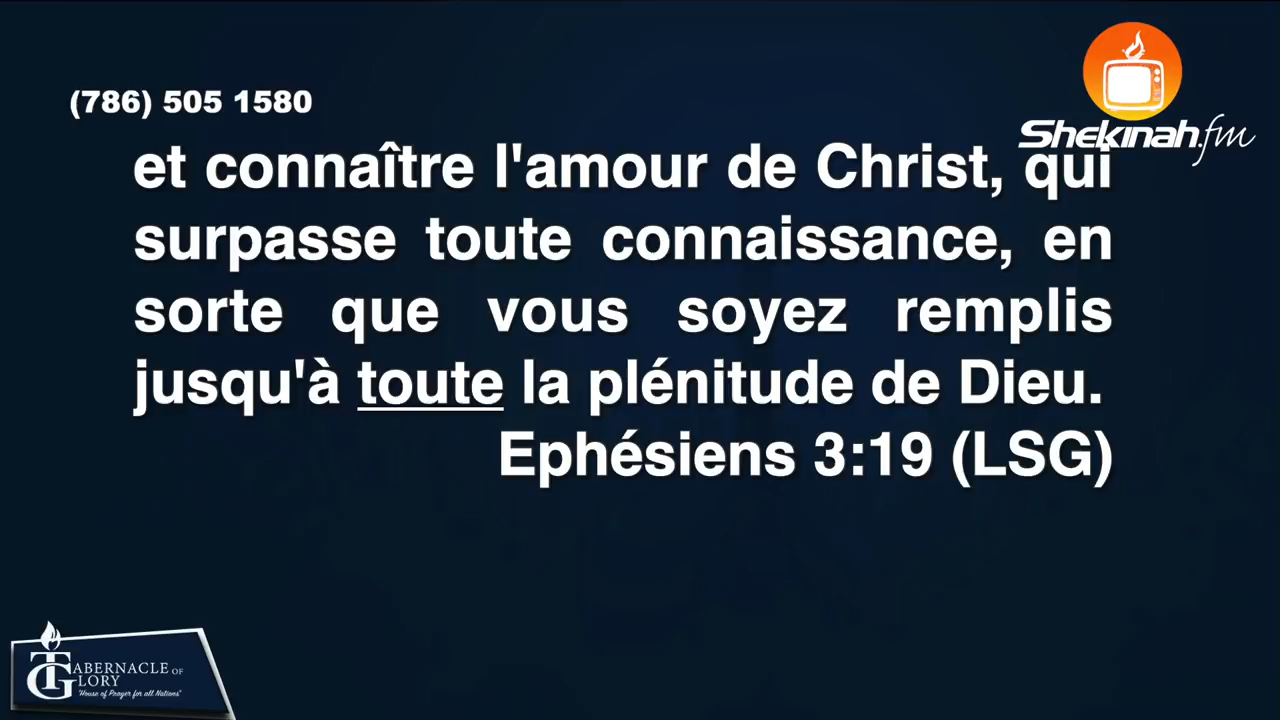 (786) 505 1580
Shekinah.fm
et connaître l'amour de Christ, qui
surpasse toute connaissance, en
sorte que vous soyez remplis
jusqu'à toute la plénitude de Dieu.
Ephésiens 3:19 (LSG)
TABERNACLE OF
GLORY
"House of Prayer for all Nations"